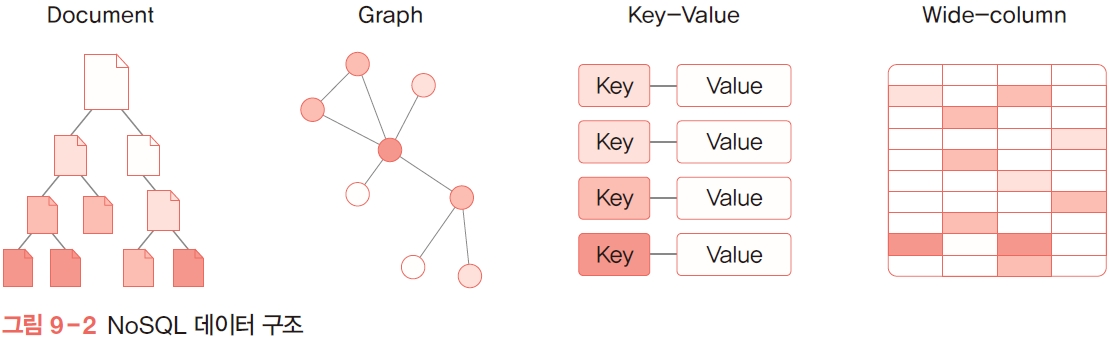 Document
Graph
Key-Value
Wide-column
Key Value
Key Value
Key Value
Key Value
그림 9-2 NoSQL 데이터 구조